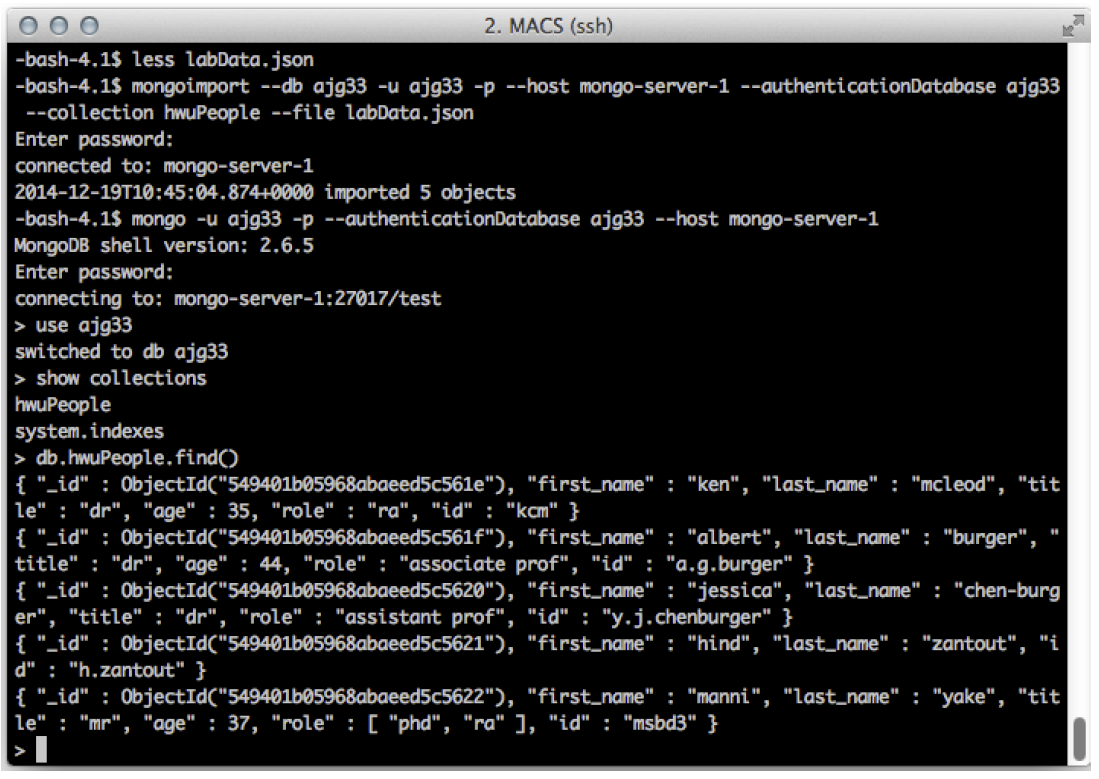 2. MACS (ssh)
-bash-4.1$ less labData.json
-bash-4.1$ mongoimport --db ajg33 -u ajg33 -p --host mongo-server-1 --authenticationDatabase ajg33
 --collection hwuPeople --file labData.json
Enter password:
connected to: mongo-server-1
2014-12-19T10:45:04.874+0000 imported 5 objects
-bash-4.1$ mongo -u ajg33 -p --authenticationDatabase ajg33 --host mongo-server-1
MongoDB shell version: 2.6.5
Enter password:
connecting to: mongo-server-1:27017/test
> use ajg33
switched to db ajg33
> show collections
hwuPeople
system.indexes
> db.hwuPeople.find()
{ "_id" : ObjectId("549401b05968abaeed5c561e"), "first_name" : "ken", "last_name" : "mcleod", "tit
le" : "dr", "age" : 35, "role" : "ra", "id" : "kcm" }
{ "_id" : ObjectId("549401b05968abaeed5c561f"), "first_name" : "albert", "last_name" : "burger", "
title" : "dr", "age" : 44, "role" : "associate prof", "id" : "a.g.burger" }
{ "_id" : ObjectId("549401b05968abaeed5c5620"), "first_name" : "jessica", "last_name" : "chen-burg
er", "title" : "dr", "role" : "assistant prof", "id" : "y.j.chenburger" }
{ "_id" : ObjectId("549401b05968abaeed5c5621"), "first_name" : "hind", "last_name" : "zantout", "i
d" : "h.zantout" }
{ "_id" : ObjectId("549401b05968abaeed5c5622"), "first_name" : "manni", "last_name" : "yake", "tit
le" : "mr", "age" : 37, "role" : [ "phd", "ra" ], "id" : "msbd3" }
>